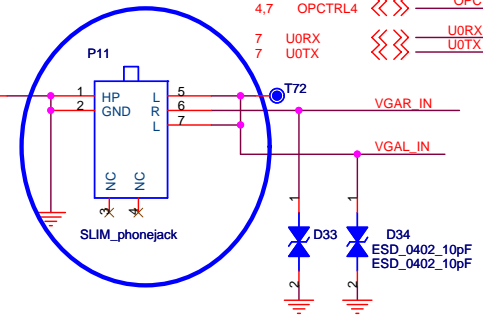 4,7 OPCTRL4 OPC
7 U0RX U0RX
7 U0TX U0TX
P11
T72
1 HP L 5
2 GND R 6
L 7
VGAR_IN
VGAL_IN
NC NC
3 4
1 1
SLIM_phonejack
D33 D34
ESD_0402_10pF
ESD_0402_10pF
2 2